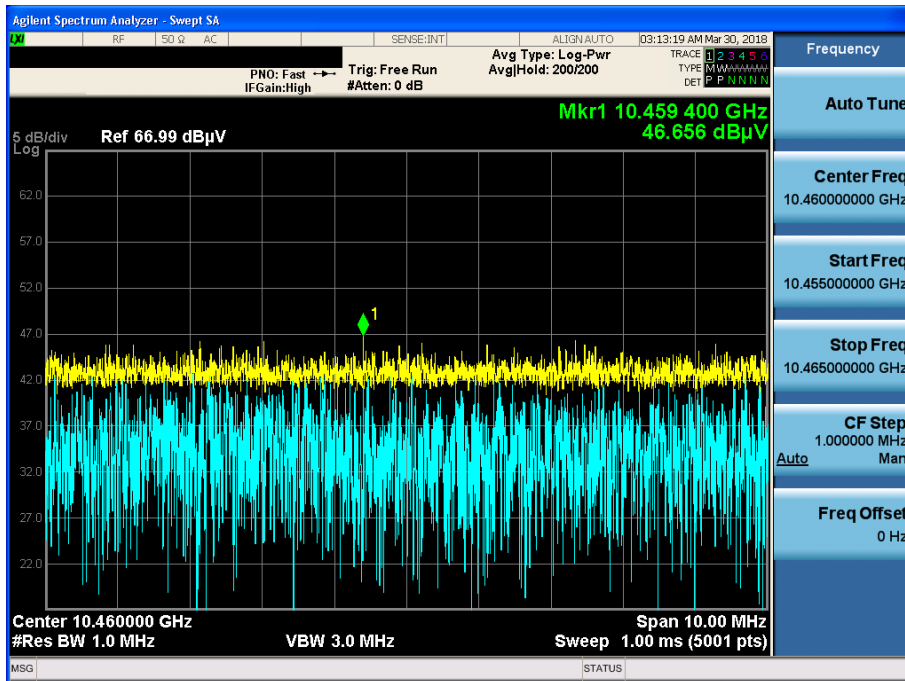 Agilent Spectrum Analyzer - Swept SA
LXI RF 50 Ω AC SENSE:INT ALIGN AUTO 03:13:19 AM Mar 30, 2018
PNO: Fast Trig: Free Run Avg Type: Log-Pwr TRACE 1 2 3 4 5 6
IFGain:High #Atten: 0 dB Avg|Hold: 200/200 TYPE M
DET P P N N N N
Mkr1 10.459 400 GHz
46.656 dBµV
5 dB/div Ref 66.99 dBµV
Log
62.0
57.0
52.0
47.0
42.0
37.0
32.0
27.0
22.0
1
Center 10.460000 GHz Span 10.00 MHz
#Res BW 1.0 MHz VBW 3.0 MHz Sweep 1.00 ms (5001 pts)
MSG STATUS
Frequency
Auto Tune
Center Freq
10.460000000 GHz
Start Freq
10.455000000 GHz
Stop Freq
10.465000000 GHz
CF Step
1.000000 MHz
Auto Man
Freq Offset
0 Hz